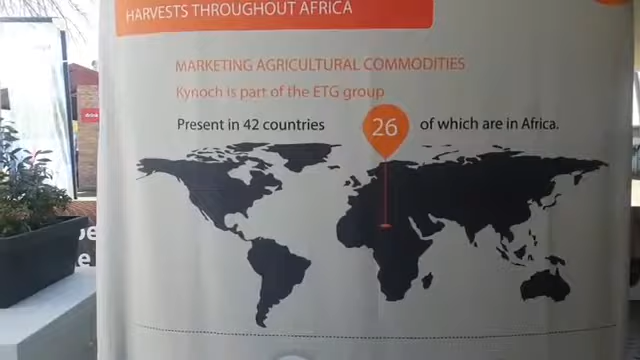 HARVESTS THROUGHOUT AFRICA
MARKETING AGRICULTURAL COMMODITIES
Kynoch is part of the ETG group
Present in 42 countries 26 of which are in Africa.